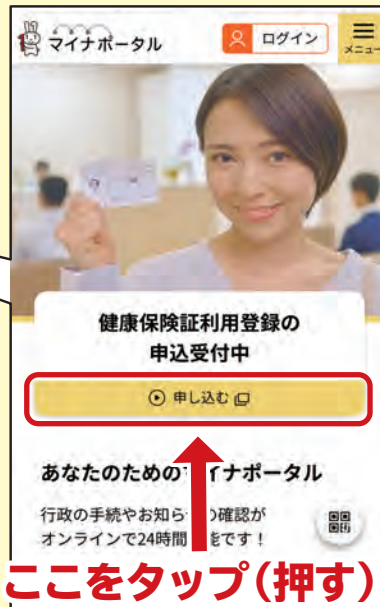 マイナポータル
ログイン
メニュー
健康保険証利用登録の
申込受付中
申し込む
あなたのための イナポータル
行政の手続やお知ら の確認が
オンラインで24時間 能です！
ここをタップ（押す）